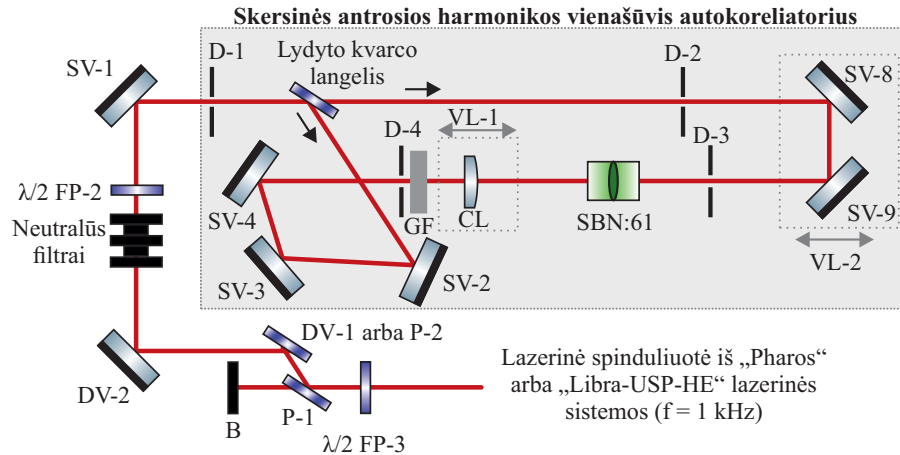 Skersinės antrosios harmonikos vienašūvis autokoreliatorius
SV-1
D-1
Lydyto kvarco
langelis
D-2
SV-8
D-4
VL-1
D-3
λ/2 FP-2
SV-4
GF
CL
SBN:61
SV-9
Neutralūs
filtrai
SV-3
SV-2
VL-2
DV-1 arba P-2
DV-2
B
P-1
λ/2 FP-3
Lazerinė spinduliuotė iš „Pharos“
arba „Libra-USP-HE“ lazerinės
sistemos (f = 1 kHz)